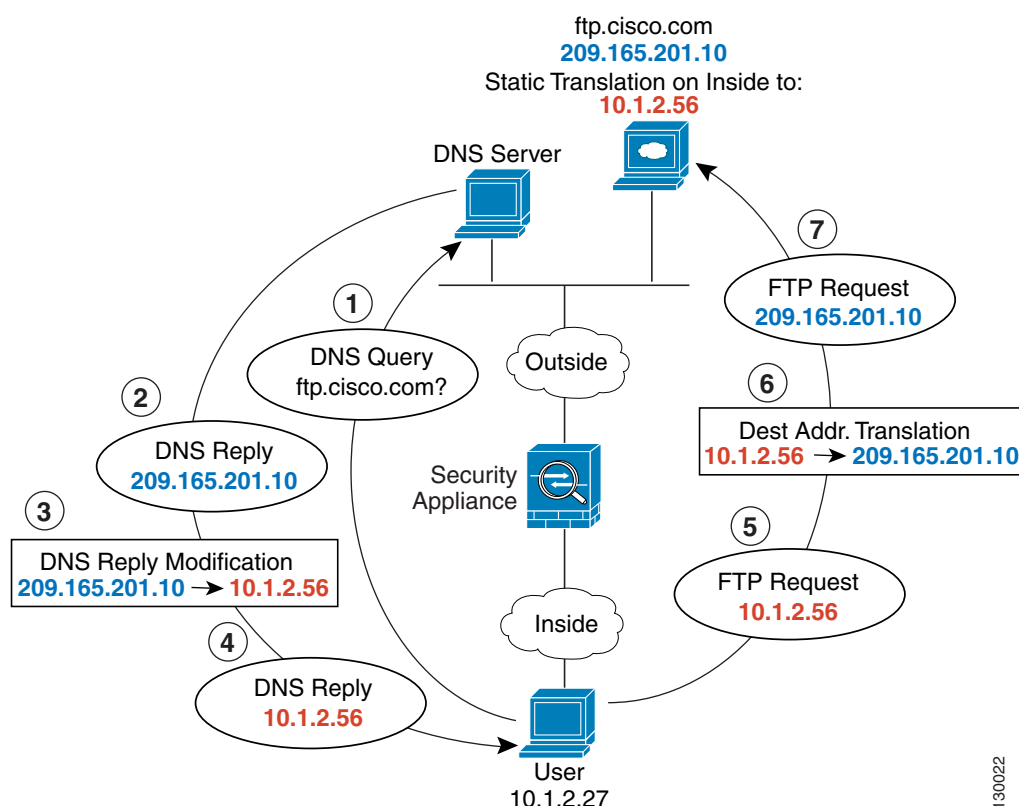 ftp.cisco.com
209.165.201.10
Static Translation on Inside to:
10.1.2.56
DNS Server
7
FTP Request
209.165.201.10
1
DNS Query
ftp.cisco.com?
Outside
2
DNS Reply
209.165.201.10
6
Dest Addr. Translation
10.1.2.56 → 209.165.201.10
Security
Appliance
3
DNS Reply Modification
209.165.201.10 → 10.1.2.56
5
FTP Request
10.1.2.56
Inside
4
DNS Reply
10.1.2.56
User
10.1.2.27
130022